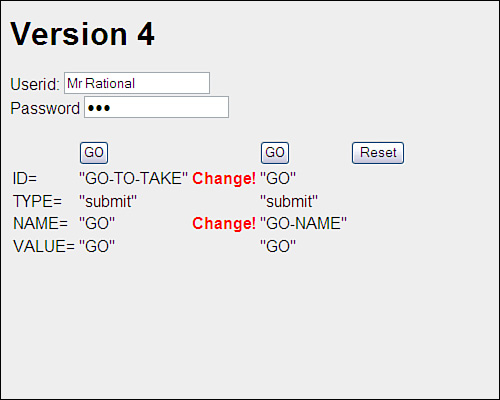 Version 4
Userid: Mr Rational
Password •••
GO GO Reset
ID= "GO-TO-TAKE" Change! "GO"
TYPE= "submit" "submit"
NAME= "GO" Change! "GO-NAME"
VALUE= "GO" "GO"